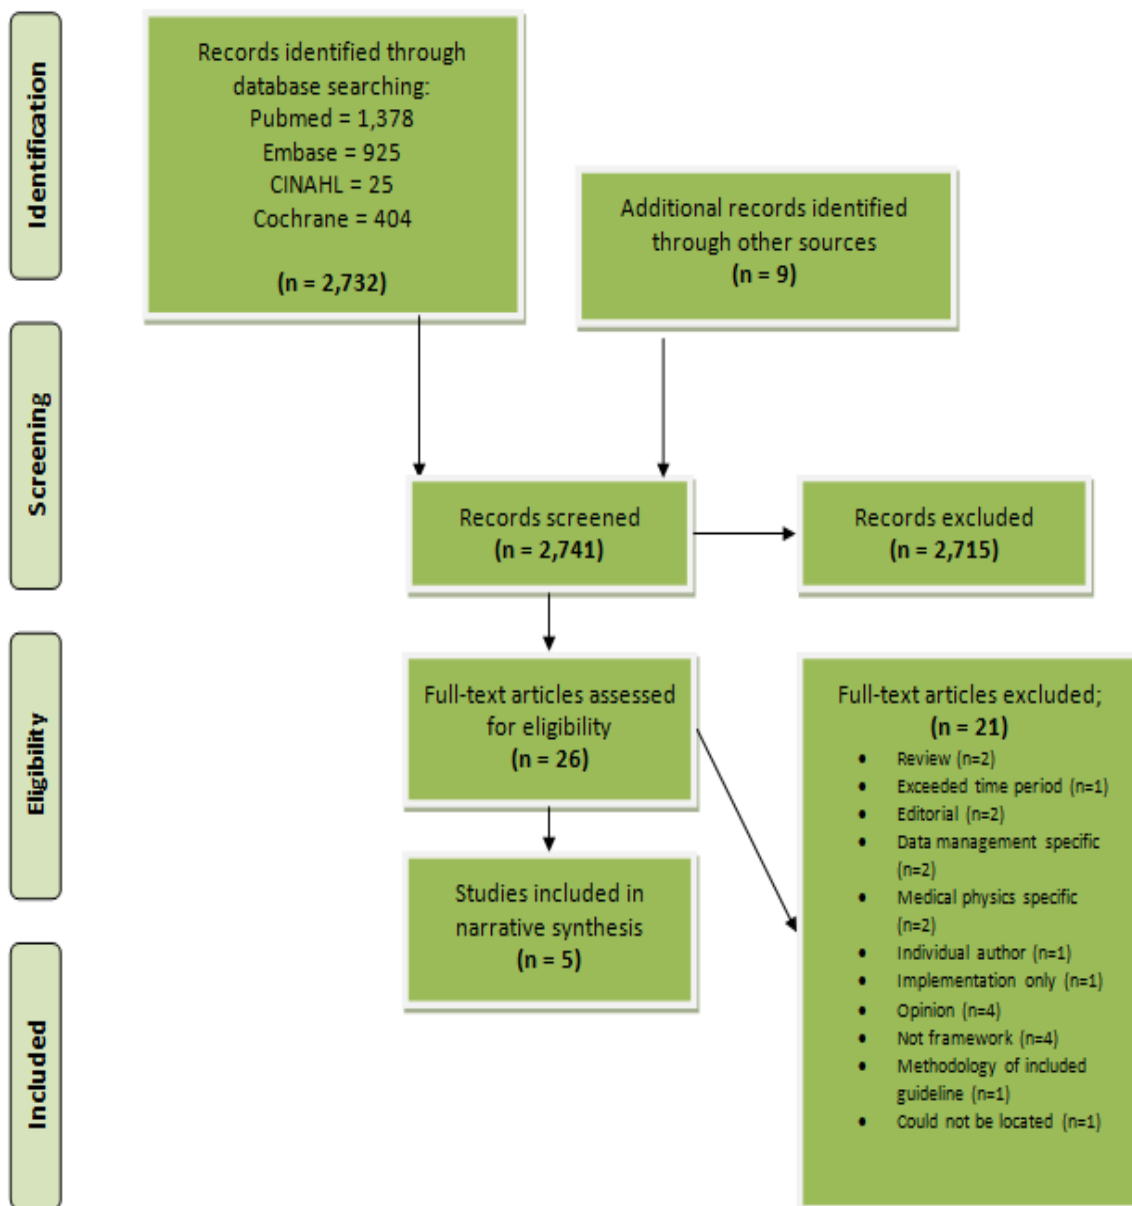 Identification
Records identified through
database searching:
Pubmed = 1,378
Embase = 925
CINAHL = 25
Cochrane = 404
(n = 2,732)
Additional records identified
through other sources
(n = 9)
Screening
Records screened
(n = 2,741)
Records excluded
(n = 2,715)
Eligibility
Full-text articles assessed
for eligibility
(n = 26)
Full-text articles excluded;
(n = 21)
• Review (n=2)
• Exceeded time period (n=1)
• Editorial (n=2)
• Data management specific
(n=2)
• Medical physics specific
(n=2)
• Individual author (n=1)
• Implementation only (n=1)
• Opinion (n=4)
• Not framework (n=4)
• Methodology of included
guideline (n=1)
• Could not be located (n=1)
Included
Studies included in
narrative synthesis
(n = 5)